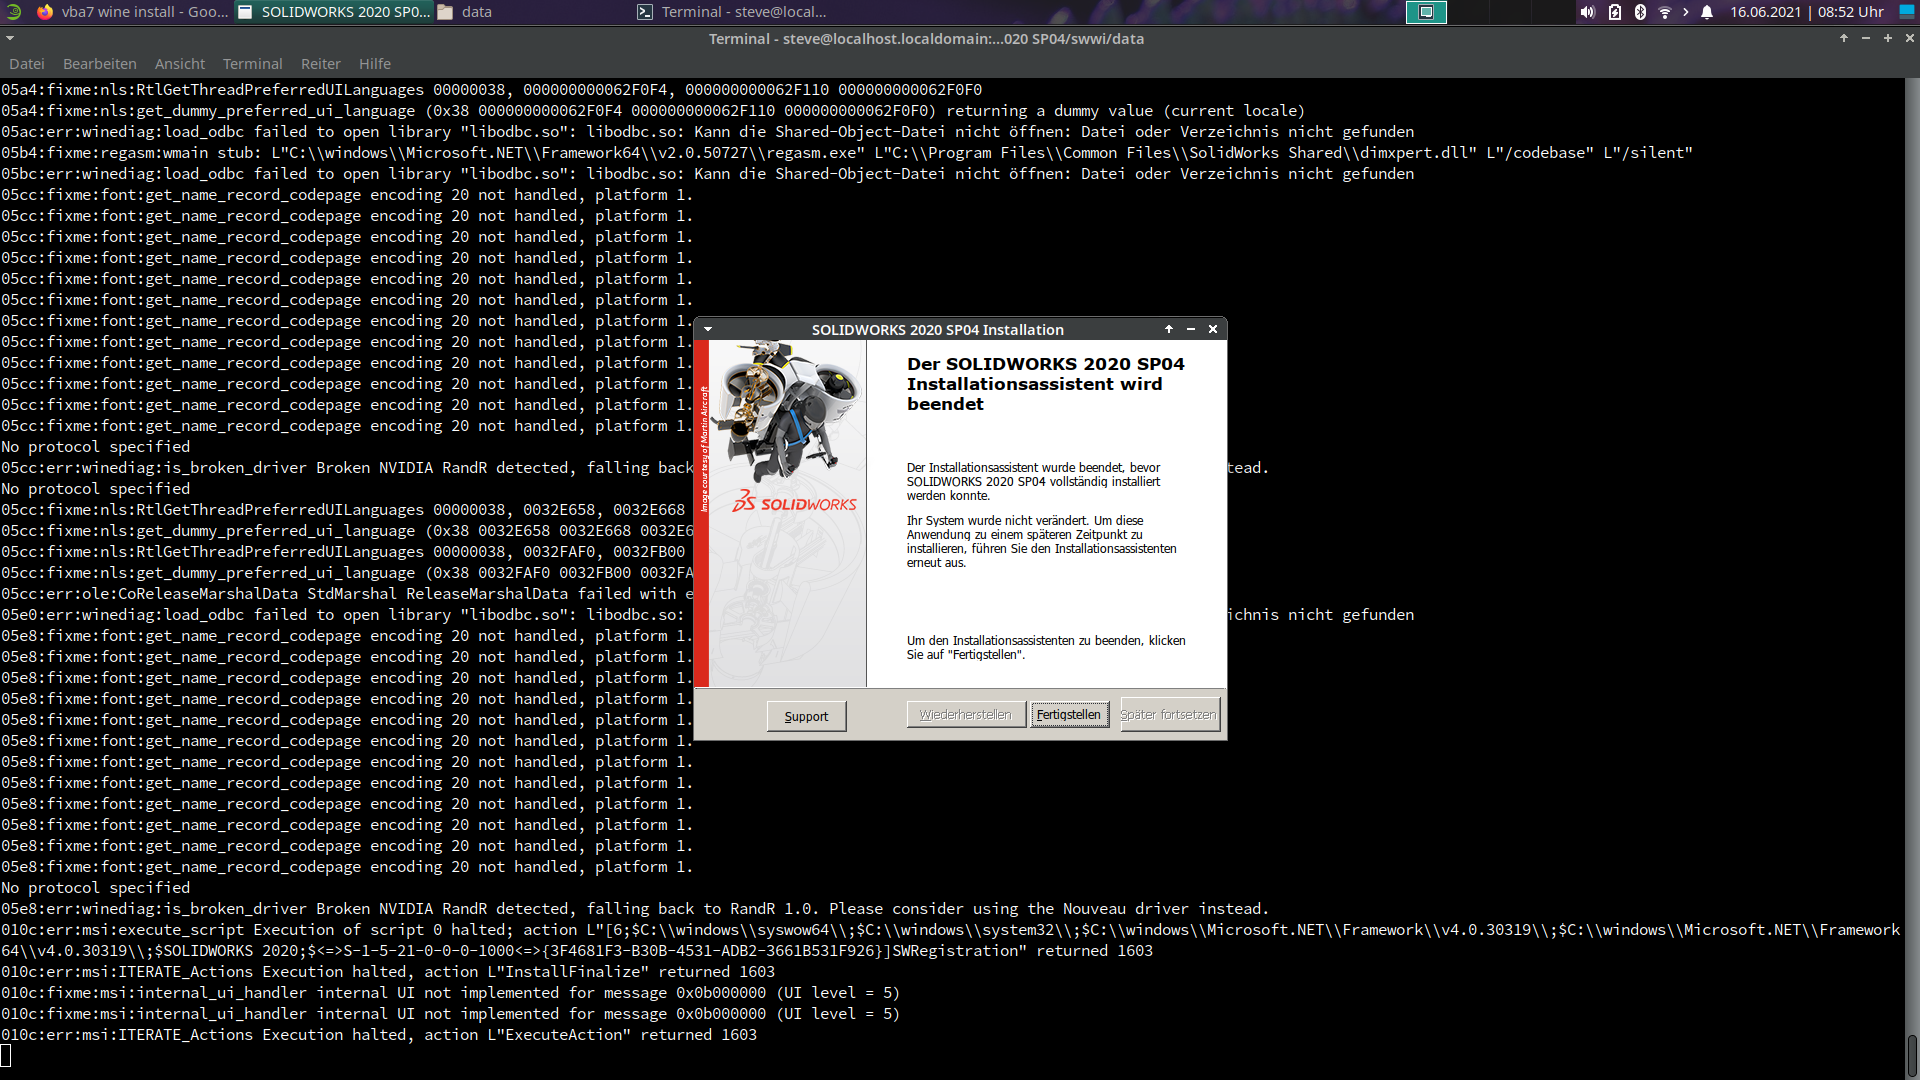 vba7 wine install - Goo...
SOLIDWORKS 2020 SP0...
data
Terminal - steve@local...
16.06.2021 | 08:52 Uhr
Terminal - steve@localhost.localdomain:...020 SP04/swwi/data
Datei Bearbeiten Ansicht Terminal Reiter Hilfe
05a4:fixme:nls:RtlGetThreadPreferredUILanguages 00000038, 000000000062F0F4, 000000000062F110 000000000062F0F0
05a4:fixme:nls:get_dummy_preferred_ui_language (0x38 000000000062F0F4 000000000062F110 000000000062F0F0) returning a dummy value (current locale)
05ac:err:winediag:load_odbc failed to open library "libodbc.so": libodbc.so: Kann die Shared-Object-Datei nicht öffnen: Datei oder Verzeichnis nicht gefunden
05b4:fixme:regasm:wmain stub: L"C:\\windows\\Microsoft.NET\\Framework64\\v2.0.50727\\regasm.exe" L"C:\\Program Files\\Common Files\\SolidWorks Shared\\dimxpert.dll" L"/codebase" L"/silent"
05bc:err:winediag:load_odbc failed to open library "libodbc.so": libodbc.so: Kann die Shared-Object-Datei nicht öffnen: Datei oder Verzeichnis nicht gefunden
05cc:fixme:font:get_name_record_codepage encoding 20 not handled, platform 1.
05cc:fixme:font:get_name_record_codepage encoding 20 not handled, platform 1.
05cc:fixme:font:get_name_record_codepage encoding 20 not handled, platform 1.
05cc:fixme:font:get_name_record_codepage encoding 20 not handled, platform 1.
05cc:fixme:font:get_name_record_codepage encoding 20 not handled, platform 1.
05cc:fixme:font:get_name_record_codepage encoding 20 not handled, platform 1.
05cc:fixme:font:get_name_record_codepage encoding 20 not handled, platform 1.
05cc:fixme:font:get_name_record_codepage encoding 20 not handled, platform 1.
05cc:fixme:font:get_name_record_codepage encoding 20 not handled, platform 1.
05cc:fixme:font:get_name_record_codepage encoding 20 not handled, platform 1.
05cc:fixme:font:get_name_record_codepage encoding 20 not handled, platform 1.
05cc:fixme:font:get_name_record_codepage encoding 20 not handled, platform 1.
No protocol specified
05cc:err:winediag:is_broken_driver Broken NVIDIA RandR detected, falling back tead.
No protocol specified
05cc:fixme:nls:RtlGetThreadPreferredUILanguages 00000038, 0032E658, 0032E668
05cc:fixme:nls:get_dummy_preferred_ui_language (0x38 0032E658 0032E668 0032E6
05cc:fixme:nls:RtlGetThreadPreferredUILanguages 00000038, 0032FAF0, 0032FB00
05cc:fixme:nls:get_dummy_preferred_ui_language (0x38 0032FAF0 0032FB00 0032FA
05cc:err:ole:CoReleaseMarshalData StdMarshal ReleaseMarshalData failed with e
05e0:err:winediag:load_odbc failed to open library "libodbc.so": libodbc.so: ichnis nicht gefunden
05e8:fixme:font:get_name_record_codepage encoding 20 not handled, platform 1.
05e8:fixme:font:get_name_record_codepage encoding 20 not handled, platform 1.
05e8:fixme:font:get_name_record_codepage encoding 20 not handled, platform 1.
05e8:fixme:font:get_name_record_codepage encoding 20 not handled, platform 1.
05e8:fixme:font:get_name_record_codepage encoding 20 not handled, platform 1.
05e8:fixme:font:get_name_record_codepage encoding 20 not handled, platform 1.
05e8:fixme:font:get_name_record_codepage encoding 20 not handled, platform 1.
05e8:fixme:font:get_name_record_codepage encoding 20 not handled, platform 1.
05e8:fixme:font:get_name_record_codepage encoding 20 not handled, platform 1.
05e8:fixme:font:get_name_record_codepage encoding 20 not handled, platform 1.
05e8:fixme:font:get_name_record_codepage encoding 20 not handled, platform 1.
05e8:fixme:font:get_name_record_codepage encoding 20 not handled, platform 1.
No protocol specified
05e8:err:winediag:is_broken_driver Broken NVIDIA RandR detected, falling back to RandR 1.0. Please consider using the Nouveau driver instead.
010c:err:msi:execute_script Execution of script 0 halted; action L"[6;$C:\\windows\\syswow64\\;$C:\\windows\\system32\\;$C:\\windows\\Microsoft.NET\\Framework\\v4.0.30319\\;$C:\\windows\\Microsoft.NET\\Framework
64\\v4.0.30319\\;$SOLIDWORKS 2020;$<=>S-1-5-21-0-0-0-1000<=>{3F4681F3-B30B-4531-ADB2-3661B531F926}]SWRegistration" returned 1603
010c:err:msi:ITERATE_Actions Execution halted, action L"InstallFinalize" returned 1603
010c:fixme:msi:internal_ui_handler internal UI not implemented for message 0x0b000000 (UI level = 5)
010c:fixme:msi:internal_ui_handler internal UI not implemented for message 0x0b000000 (UI level = 5)
010c:err:msi:ITERATE_Actions Execution halted, action L"ExecuteAction" returned 1603
SOLIDWORKS 2020 SP04 Installation
Image courtesy of Martin Aircraft
SOLIDWORKS
Der SOLIDWORKS 2020 SP04
Installationsassistent wird
beendet
Der Installationsassistent wurde beendet, bevor
SOLIDWORKS 2020 SP04 vollständig installiert
werden konnte.
Ihr System wurde nicht verändert. Um diese
Anwendung zu einem späteren Zeitpunkt zu
installieren, führen Sie den Installationsassistenten
erneut aus.
Um den Installationsassistenten zu beenden, klicken
Sie auf "Fertigstellen".
Support
Wiederherstellen
Fertigstellen
Später fortsetzen